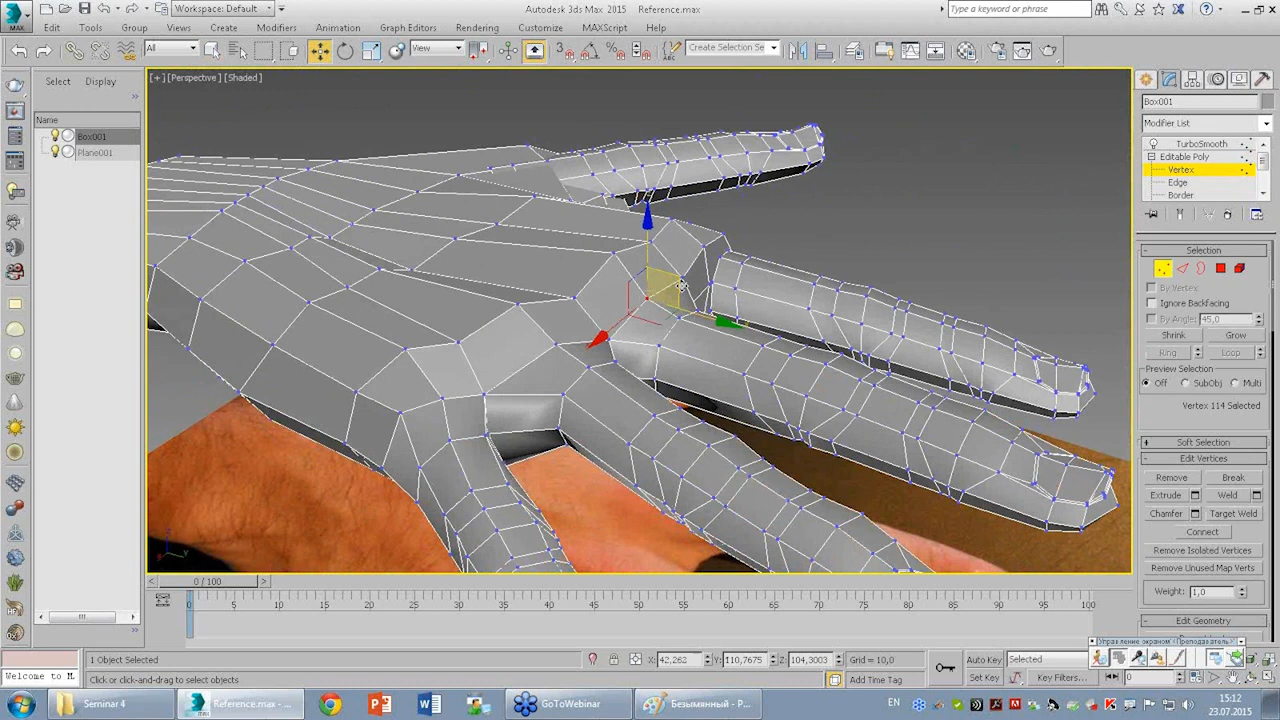 Workspace: Default
Autodesk 3ds Max 2015 Reference.max
Type a keyword or phrase
MAX
Edit Tools Group Views Create Modifiers Animation Graph Editors Rendering Customize MAXScript Help
All View Create Selection Se
Select Display
Name
Box001
Plane001
[+] [Perspective] [Shaded]
Box001
Modifier List
TurboSmooth
Editable Poly
Vertex
Edge
Border
Selection
By Vertex
Ignore Backfacing
By Angle: 45,0
Shrink Grow
Ring Loop
Preview Selection
Off SubObj Multi
Vertex 114 Selected
Soft Selection
Edit Vertices
Remove Break
Extrude Weld
Chamfer Target Weld
Connect
Remove Isolated Vertices
Remove Unused Map Verts
Weight: 1,0
Edit Geometry
0 / 100
0 5 10 15 20 25 30 35 40 45 50 55 60 65 70 75 80 85 90 95 100
Управление экраном (Преподаватель)
1 Object Selected X: 42,262 Y: 110,7675 Z: 104,3003 Grid = 10,0 Auto Key Selected
Welcome to M Click or click-and-drag to select objects Add Time Tag Set Key Key Filters... 0
Seminar 4 Reference.max - ... GoToWebinar Безымянный - P... EN 15:12
23.07.2015